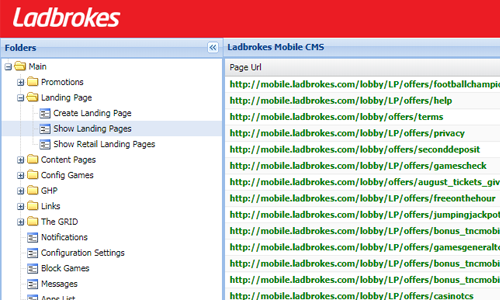 Ladbrokes
Folders
Main
Promotions
Landing Page
Create Landing Page
Show Landing Pages
Show Retail Landing Pages
Content Pages
Config Games
GHP
Links
The GRID
Notifications
Configuration Settings
Block Games
Messages
Apps List
Ladbrokes Mobile CMS
Page Url
http://mobile.ladbrokes.com/lobby/LP/offers/footballchampio
http://mobile.ladbrokes.com/lobby/LP/offers/help
http://mobile.ladbrokes.com/lobby/offers/terms
http://mobile.ladbrokes.com/lobby/LP/offers/privacy
http://mobile.ladbrokes.com/lobby/LP/offers/seconddeposit
http://mobile.ladbrokes.com/lobby/LP/offers/gamescheck
http://mobile.ladbrokes.com/lobby/offers/august_tickets_giv
http://mobile.ladbrokes.com/lobby/LP/offers/freeonthehour
http://mobile.ladbrokes.com/lobby/LP/offers/jumpingjackpot
http://mobile.ladbrokes.com/lobby/LP/offers/bonus_tncmobi
http://mobile.ladbrokes.com/lobby/LP/offers/gamesgeneralto
http://mobile.ladbrokes.com/lobby/LP/offers/bonus_tncmobi
http://mobile.ladbrokes.com/lobby/LP/offers/casinotcs